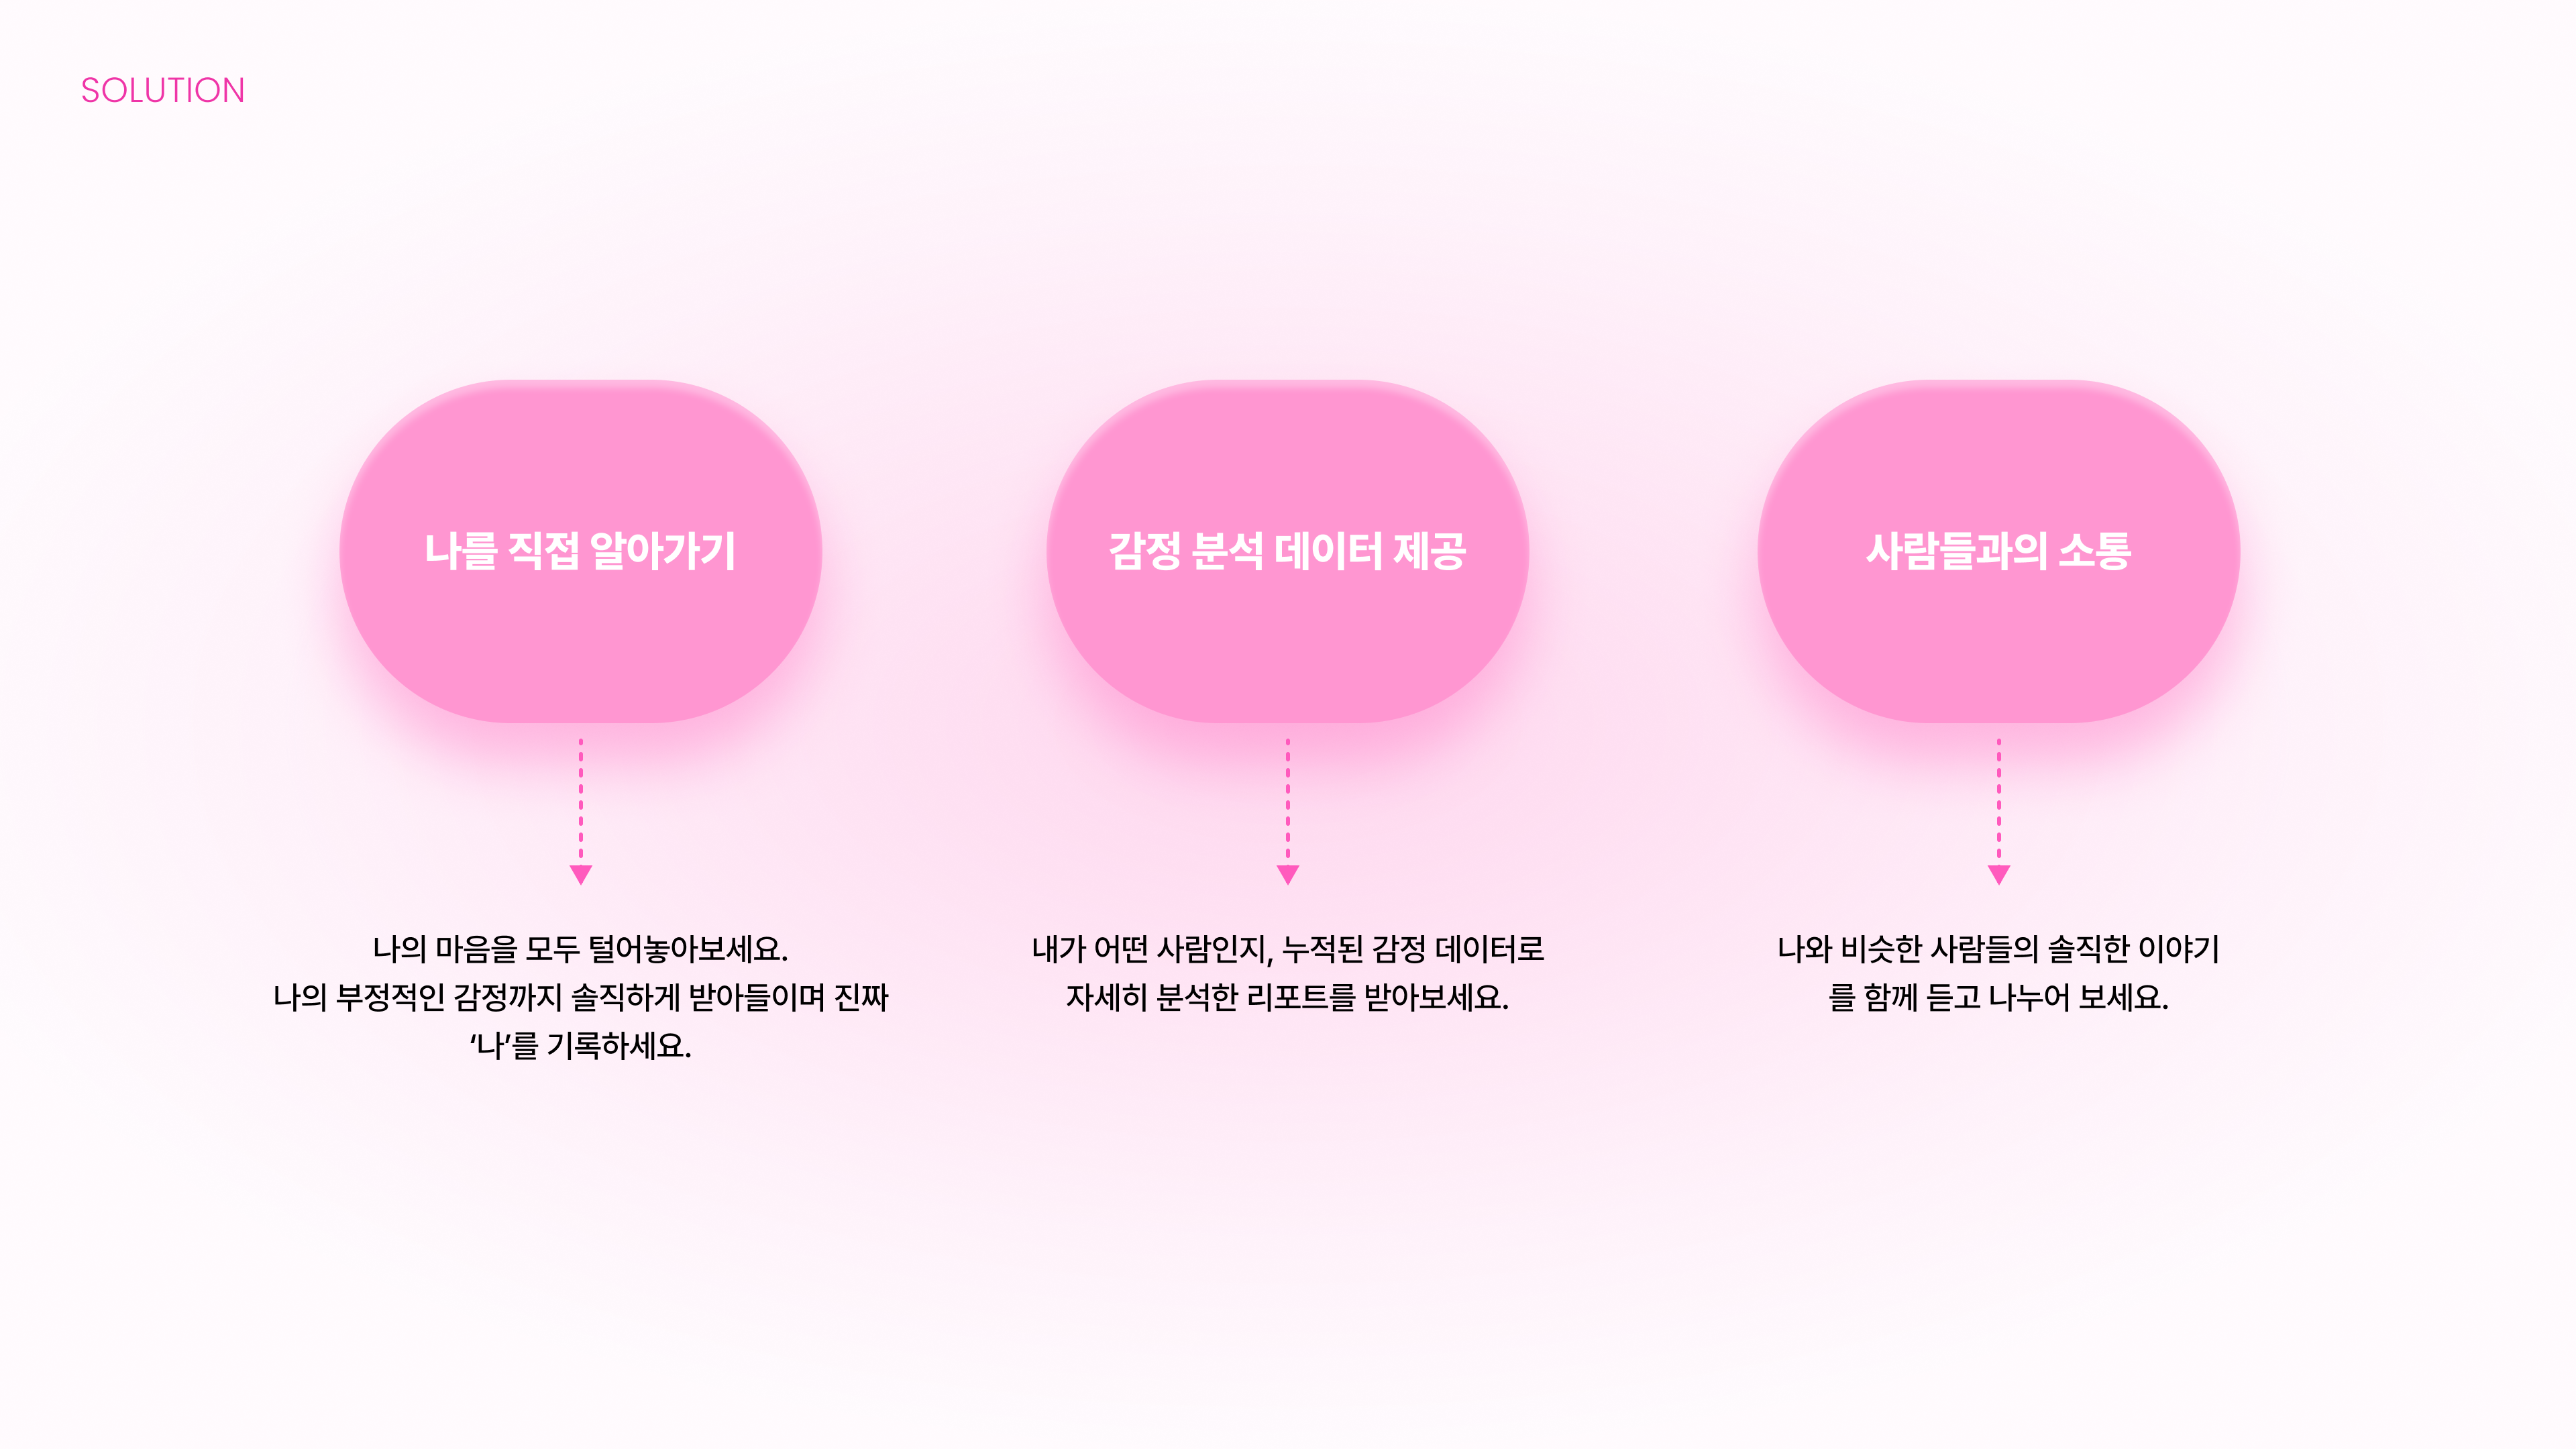 SOLUTION
나를 직접 알아가기
감정 분석 데이터 제공
사람들과의 소통
나의 마음을 모두 털어놓아보세요.
나의 부정적인 감정까지 솔직하게 받아들이며 진짜
‘나’를 기록하세요.
내가 어떤 사람인지, 누적된 감정 데이터로
자세히 분석한 리포트를 받아보세요.
나와 비슷한 사람들의 솔직한 이야기
를 함께 듣고 나누어 보세요.